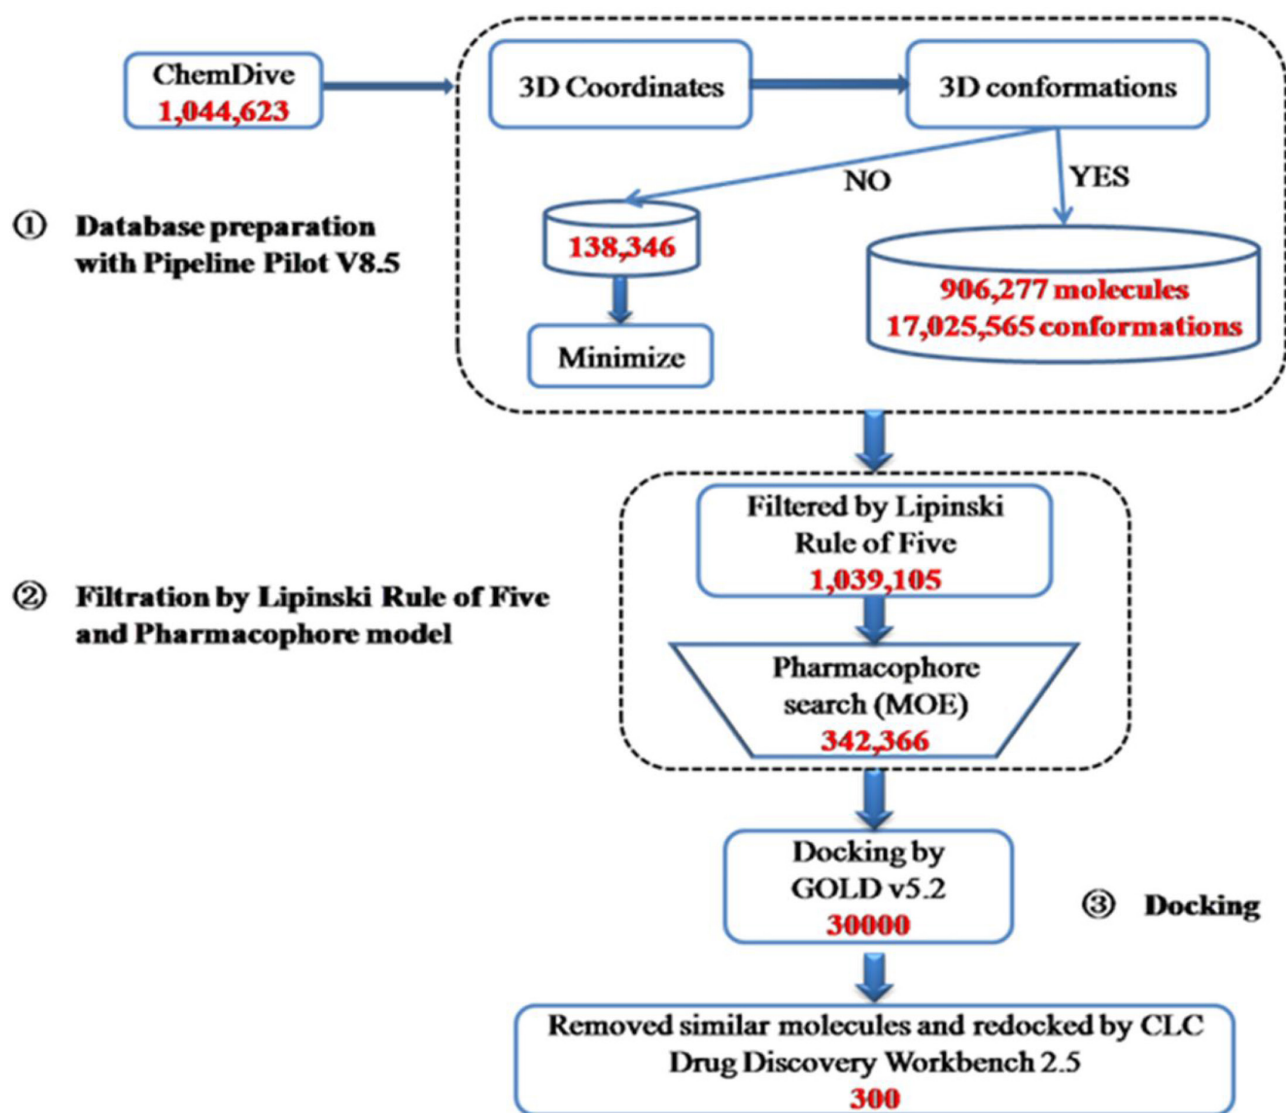 ChemDive
1,044,623
3D Coordinates
3D conformations
NO
YES
① Database preparation
with Pipeline Pilot V8.5
138,346
906,277 molecules
17,025,565 conformations
Minimize
Filtered by Lipinski
Rule of Five
1,039,105
② Filtration by Lipinski Rule of Five
and Pharmacophore model
Pharmacophore
search (MOE)
342,366
Docking by
GOLD v5.2
30000
③ Docking
Removed similar molecules and redocked by CLC
Drug Discovery Workbench 2.5
300